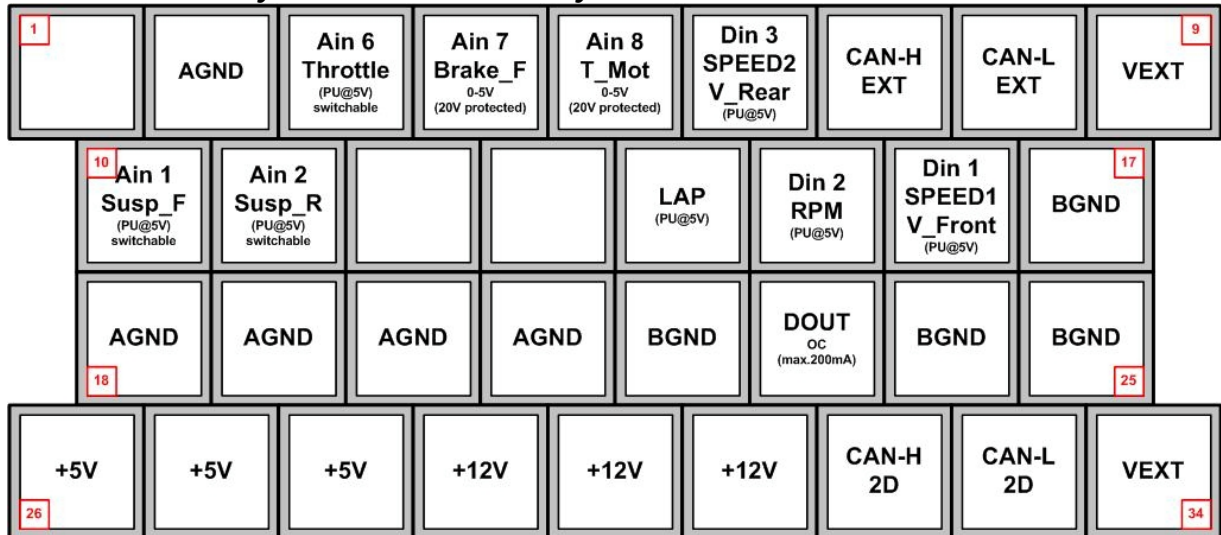 1
AGND
Ain 6
Throttle
(PU@5V)
switchable
Ain 7
Brake_F
0-5V
(20V protected)
Ain 8
T_Mot
0-5V
(20V protected)
Din 3
SPEED2
V_Rear
(PU@5V)
CAN-H
EXT
CAN-L
EXT
9
VEXT
10
Ain 1
Susp_F
(PU@5V)
switchable
Ain 2
Susp_R
(PU@5V)
switchable
LAP
(PU@5V)
Din 2
RPM
(PU@5V)
Din 1
SPEED1
V_Front
(PU@5V)
17
BGND
AGND
18
AGND
AGND
AGND
BGND
DOUT
OC
(max.200mA)
BGND
BGND
25
+5V
26
+5V
+5V
+12V
+12V
+12V
CAN-H
2D
CAN-L
2D
VEXT
34